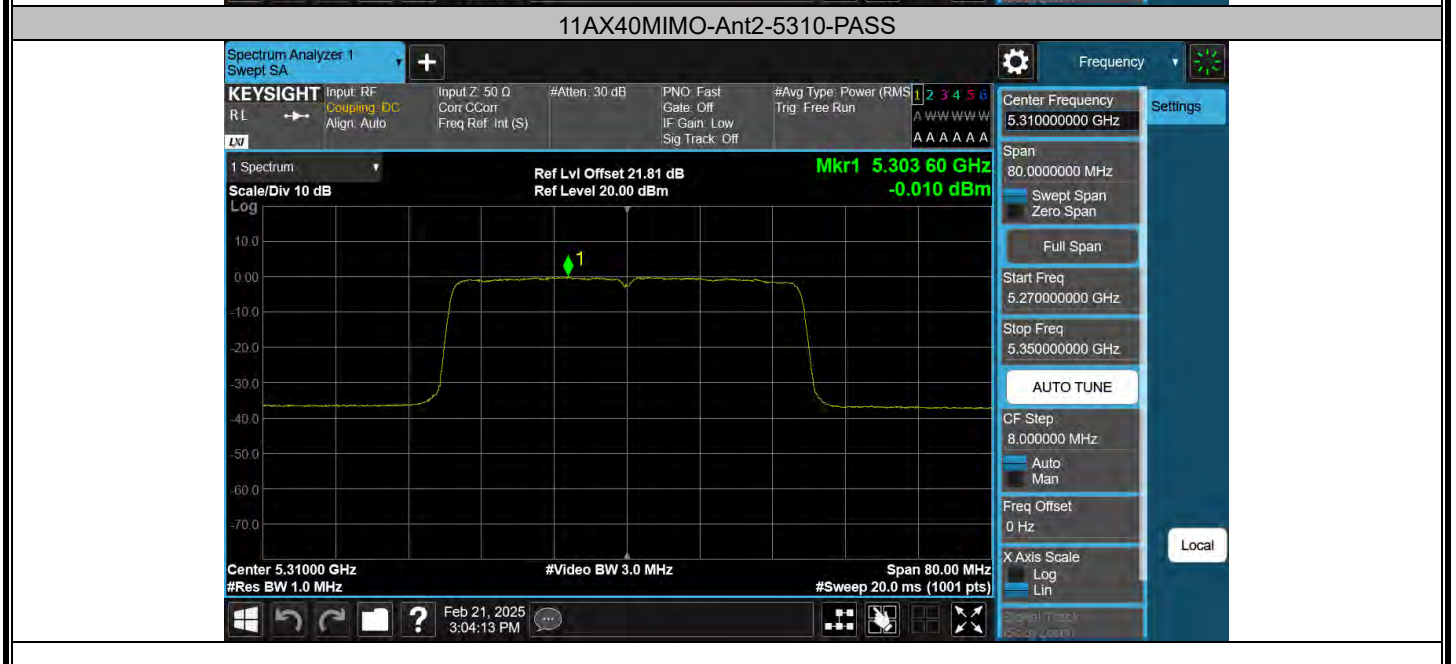 11AX40MIMO-Ant2-5310-PASS
Spectrum Analyzer 1
Swept SA
Frequency
KEYSIGHT
RL
LXI
Input: RF
Coupling: DC
Align: Auto
Input Z: 50 Ω
Corr CCorr
Freq Ref: Int (S)
#Atten: 30 dB
PNO: Fast
Gate: Off
IF Gain: Low
Sig Track: Off
#Avg Type: Power (RMS
Trig: Free Run
1 2 3 4 5 6
A W W W W W
A A A A A A
Center Frequency
5.310000000 GHz
Settings
1 Spectrum
Scale/Div 10 dB
Log
Ref Lvl Offset 21.81 dB
Ref Level 20.00 dBm
Mkr1 5.303 60 GHz
-0.010 dBm
Span
80.0000000 MHz
Swept Span
Zero Span
Full Span
Start Freq
5.270000000 GHz
Stop Freq
5.350000000 GHz
AUTO TUNE
CF Step
8.000000 MHz
Auto
Man
Freq Offset
0 Hz
X Axis Scale
Log
Lin
Local
1
10.0
0.00
-10.0
-20.0
-30.0
-40.0
-50.0
-60.0
-70.0
Center 5.31000 GHz
#Res BW 1.0 MHz
#Video BW 3.0 MHz
Span 80.00 MHz
#Sweep 20.0 ms (1001 pts)
?
Feb 21, 2025
3:04:13 PM